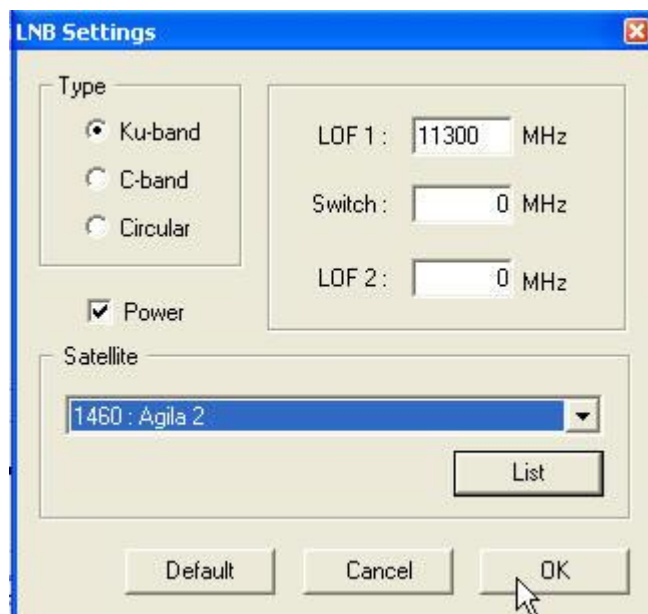 LNB Settings
Type
Ku-band
C-band
Circular
Power
LOF 1 : 11300 MHz
Switch : 0 MHz
LOF 2 : 0 MHz
Satellite
1460 : Agila 2
List
Default Cancel OK